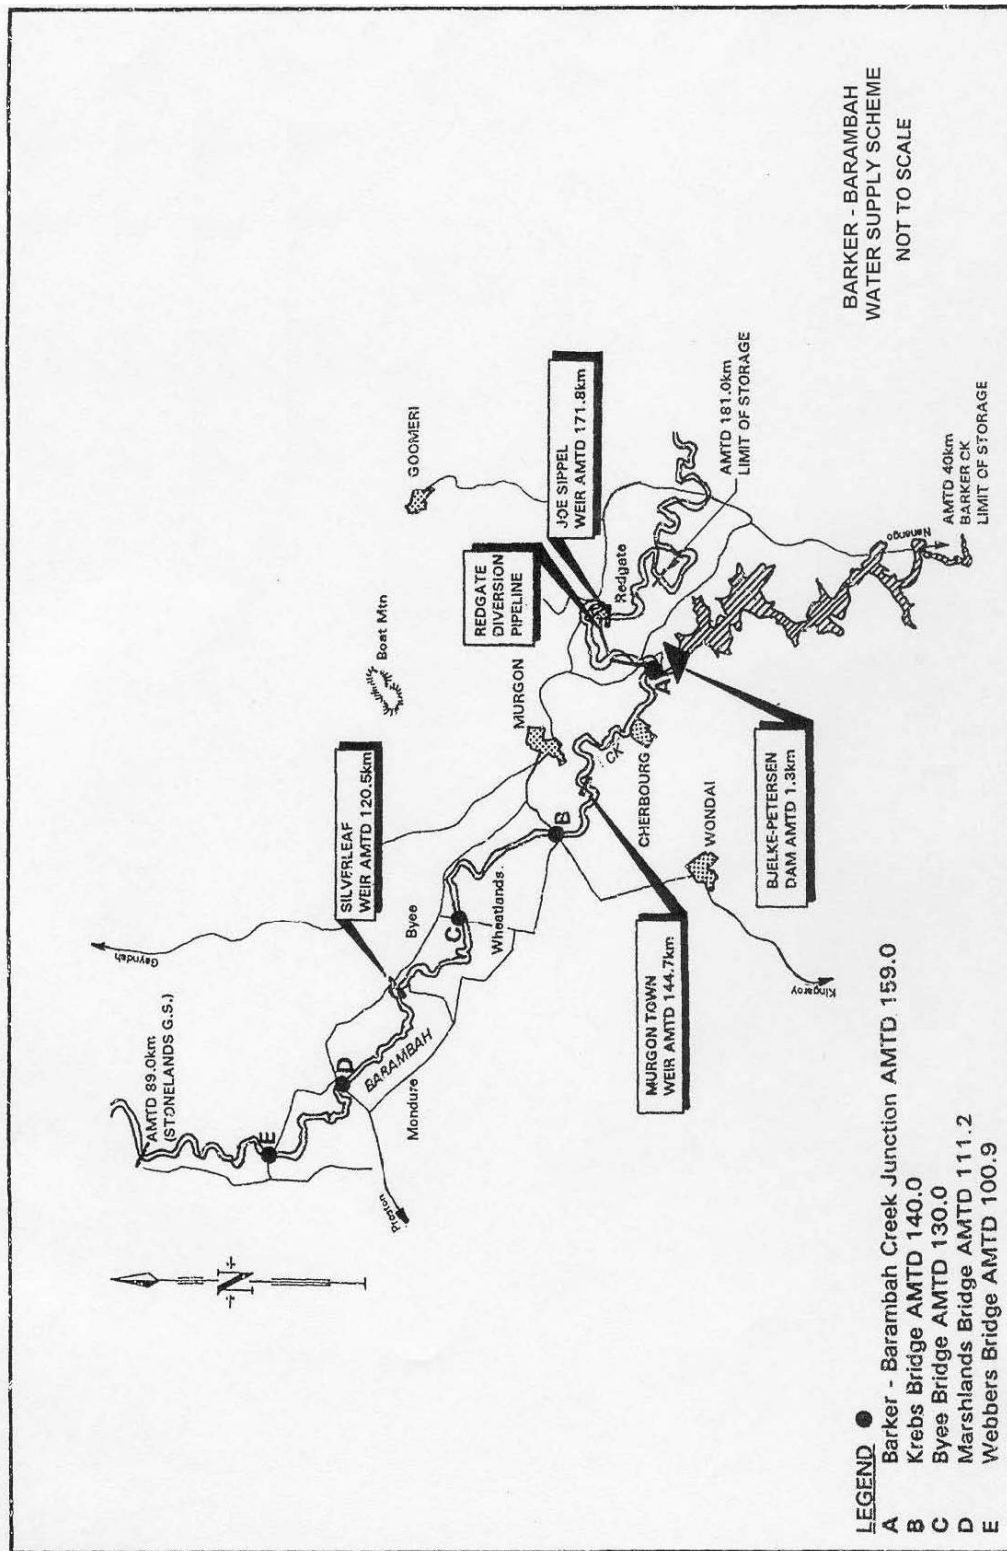 BARKER - BARAMBAH
WATER SUPPLY SCHEME
NOT TO SCALE
GOOMERI
JOE SIPPEL
WEIR AMTD 171.8km
REDGATE
DIVERSION
PIPELINE
Redgate
AMTD 181.0km
LIMIT OF STORAGE
Nanango
AMTD 40km
BARKER CK
LIMIT OF STORAGE
Boat Mtn
MURGON
A
CK
CHERBOURG
BJELKE-PETERSEN
DAM AMTD 1.3km
SILVERLEAF
WEIR AMTD 120.5km
B
WONDAI
Byee
C
Wheatlands.
MURGON TOWN
WEIR AMTD 144.7km
Kingaroy
Gayndah
AMTD 89.0km
(STONELANDS G.S.)
D
BARAMBAH
Mondure
E
Proston
N
LEGEND ●
A Barker - Barambah Creek Junction AMTD 159.0
B Krebs Bridge AMTD 140.0
C Byee Bridge AMTD 130.0
D Marshlands Bridge AMTD 111.2
E Webbers Bridge AMTD 100.9